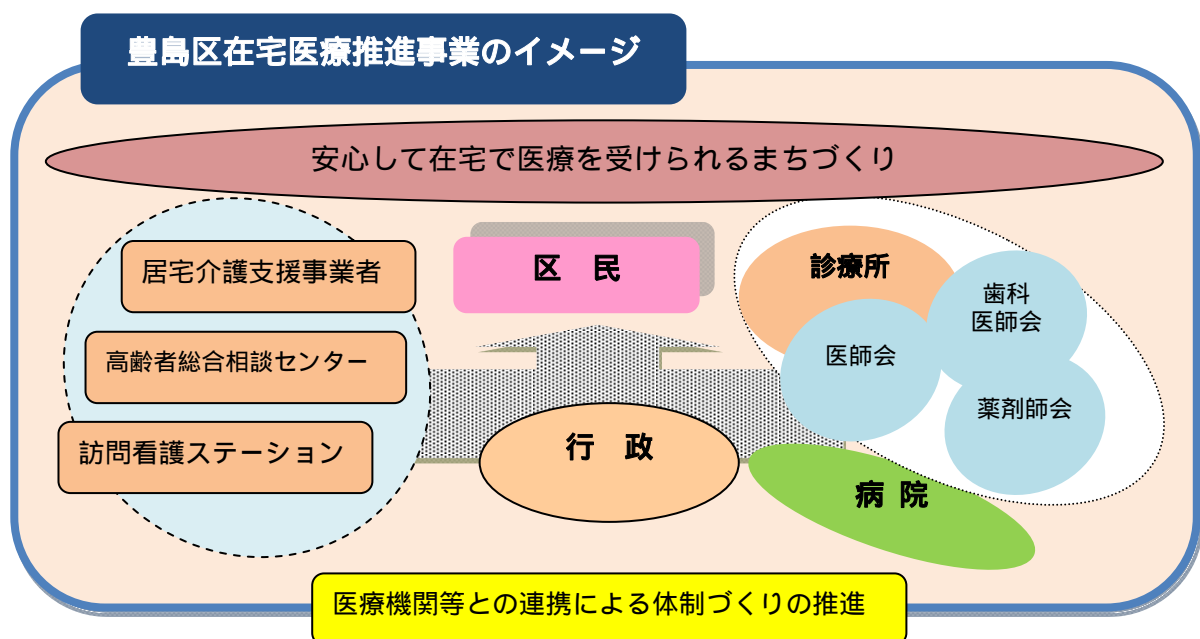 豊島区在宅医療推進事業のイメージ
安心して在宅で医療を受けられるまちづくり
居宅介護支援事業者
高齢者総合相談センター
訪問看護ステーション
区 民
行 政
診療所
歯科
医師会
医師会
薬剤師会
病 院
医療機関等との連携による体制づくりの推進